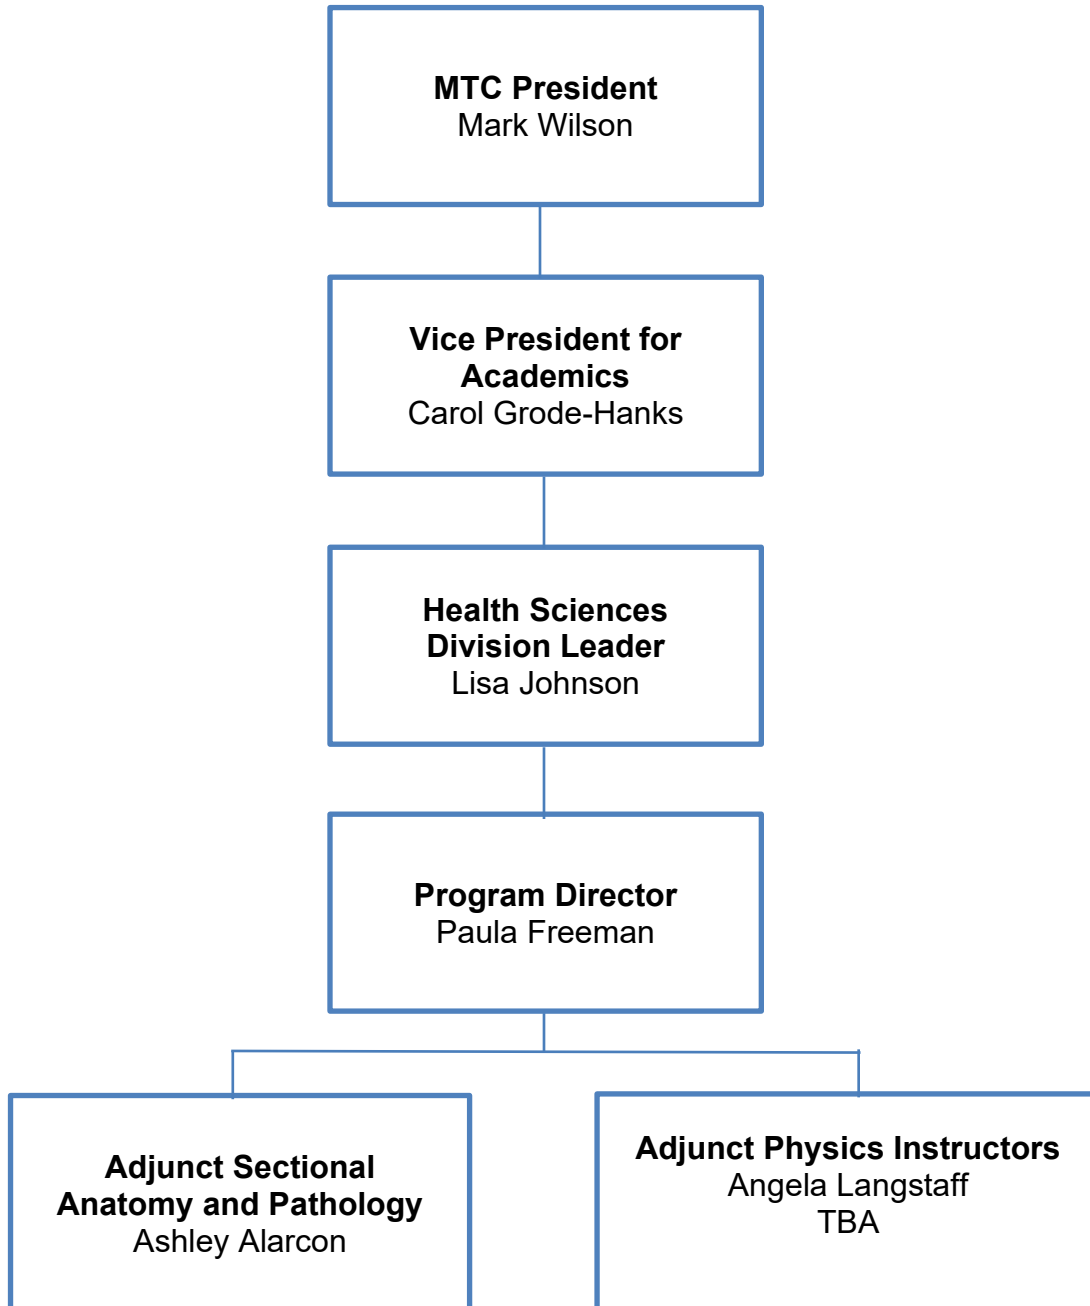 MTC President
Mark Wilson
Vice President for
Academics
Carol Grode-Hanks
Health Sciences
Division Leader
Lisa Johnson
Program Director
Paula Freeman
Adjunct Sectional
Anatomy and Pathology
Ashley Alarcon
Adjunct Physics Instructors
Angela Langstaff
TBA